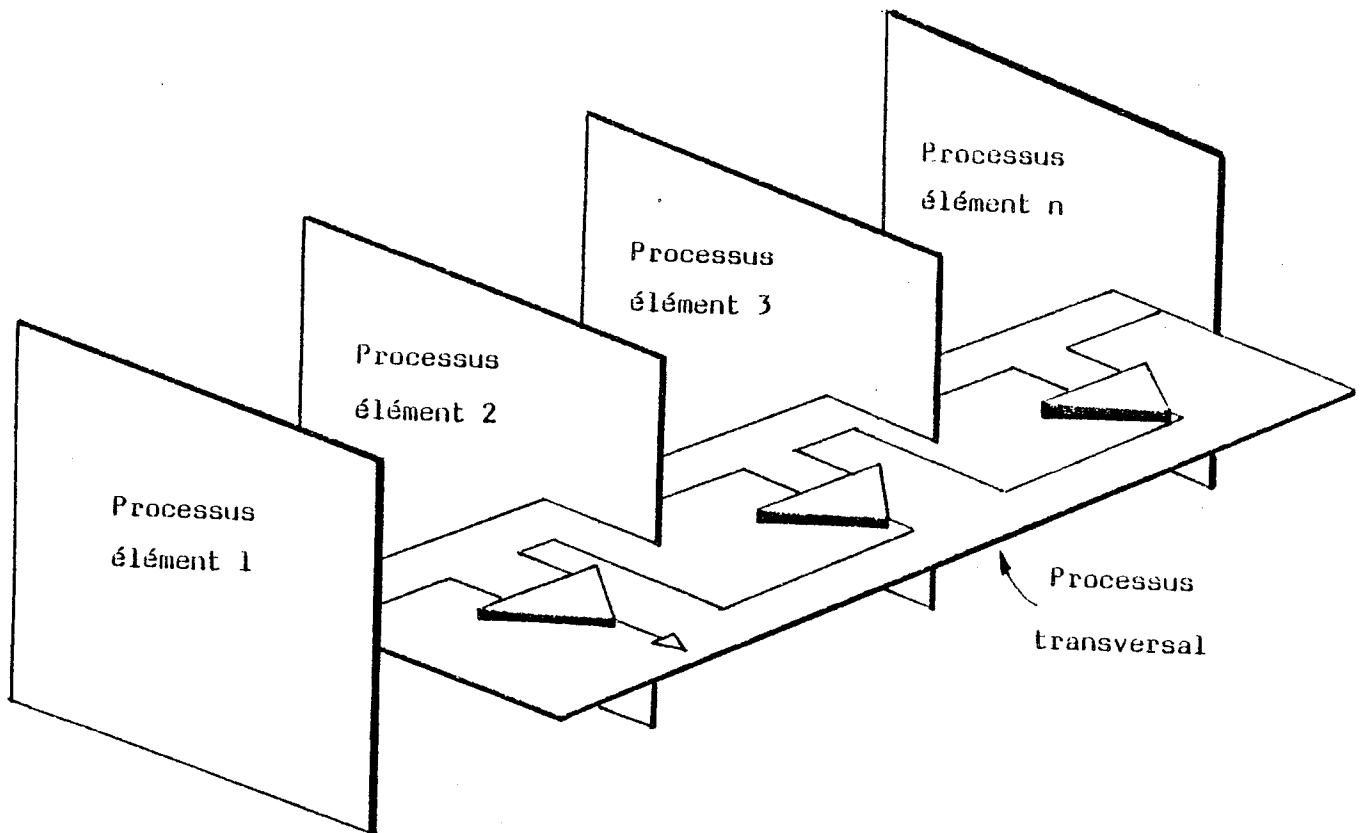 Processus
élément n
Processus
élément 3
Processus
élément 2
Processus
élément 1
Processus
transversal